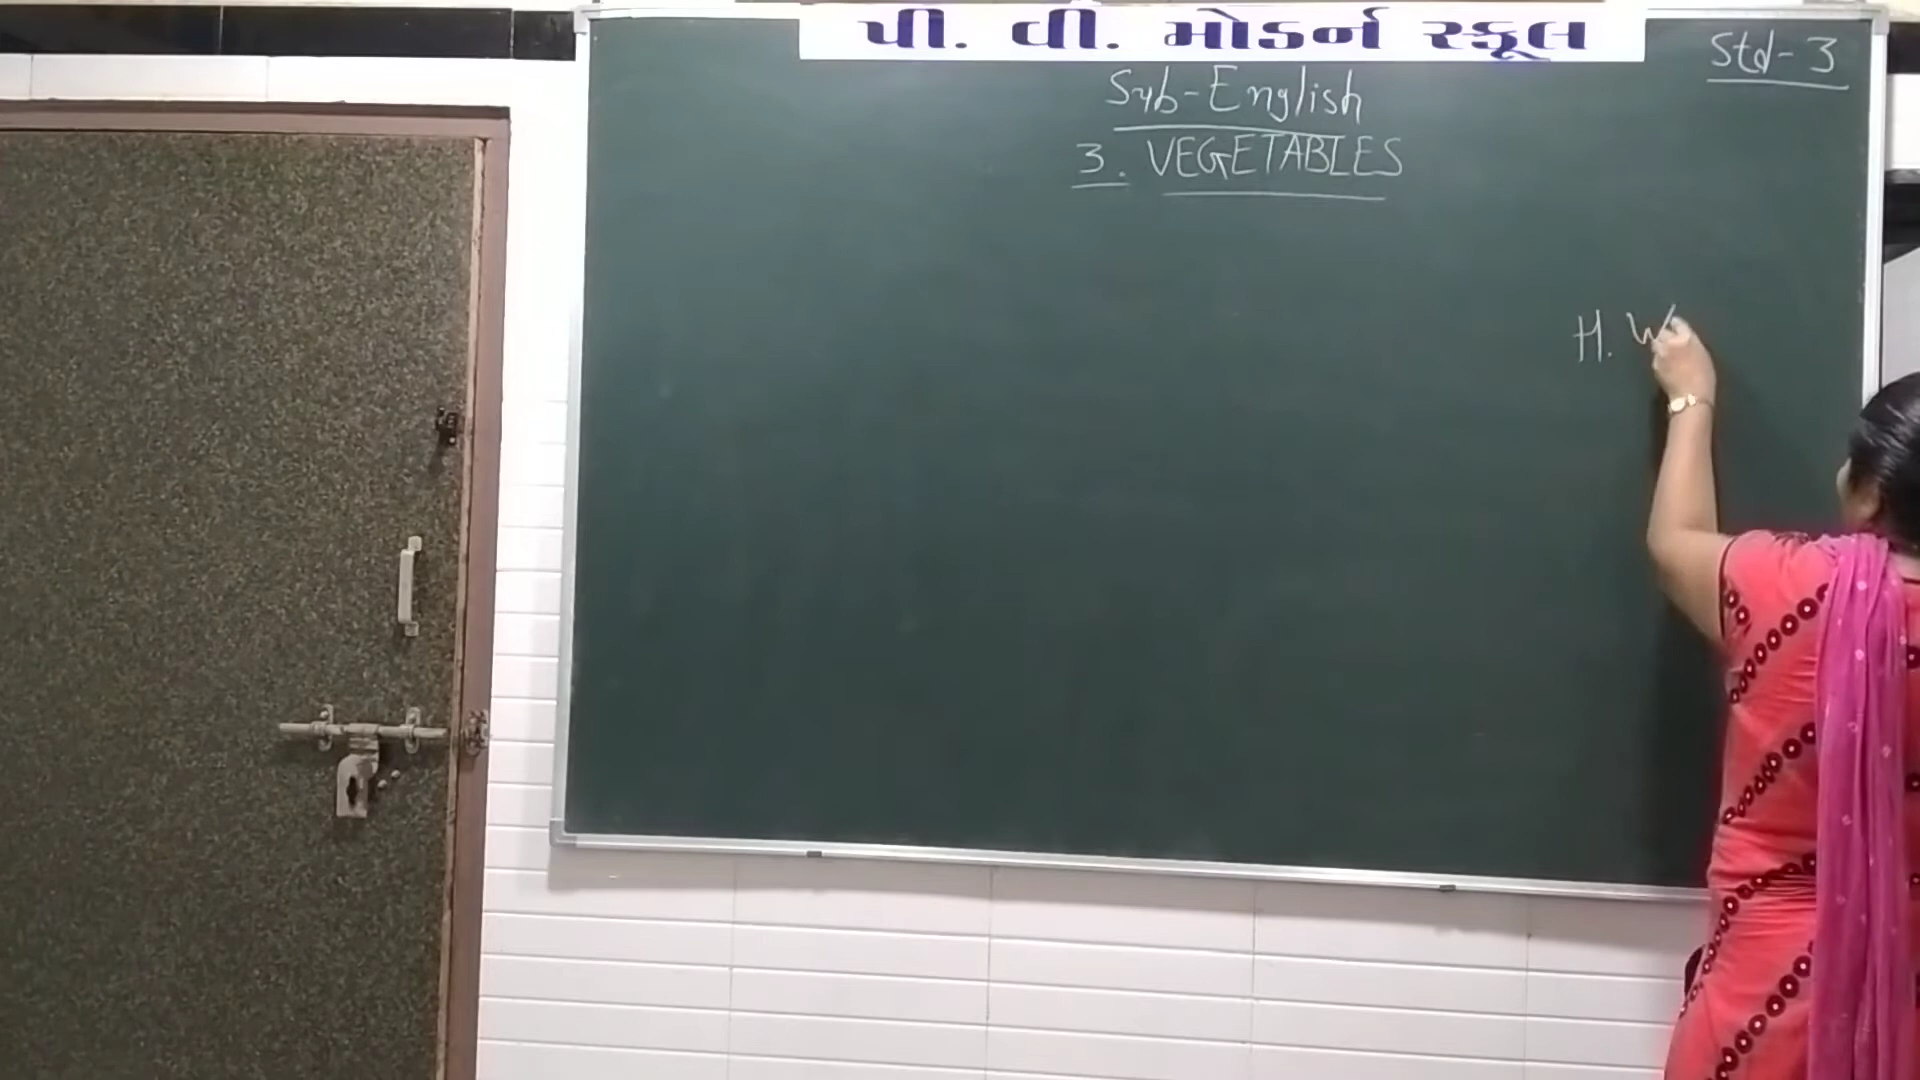 પી. વી. મોડર્ન સ્કૂલ
Std-3
Sub-English
3. VEGETABLES
H. W